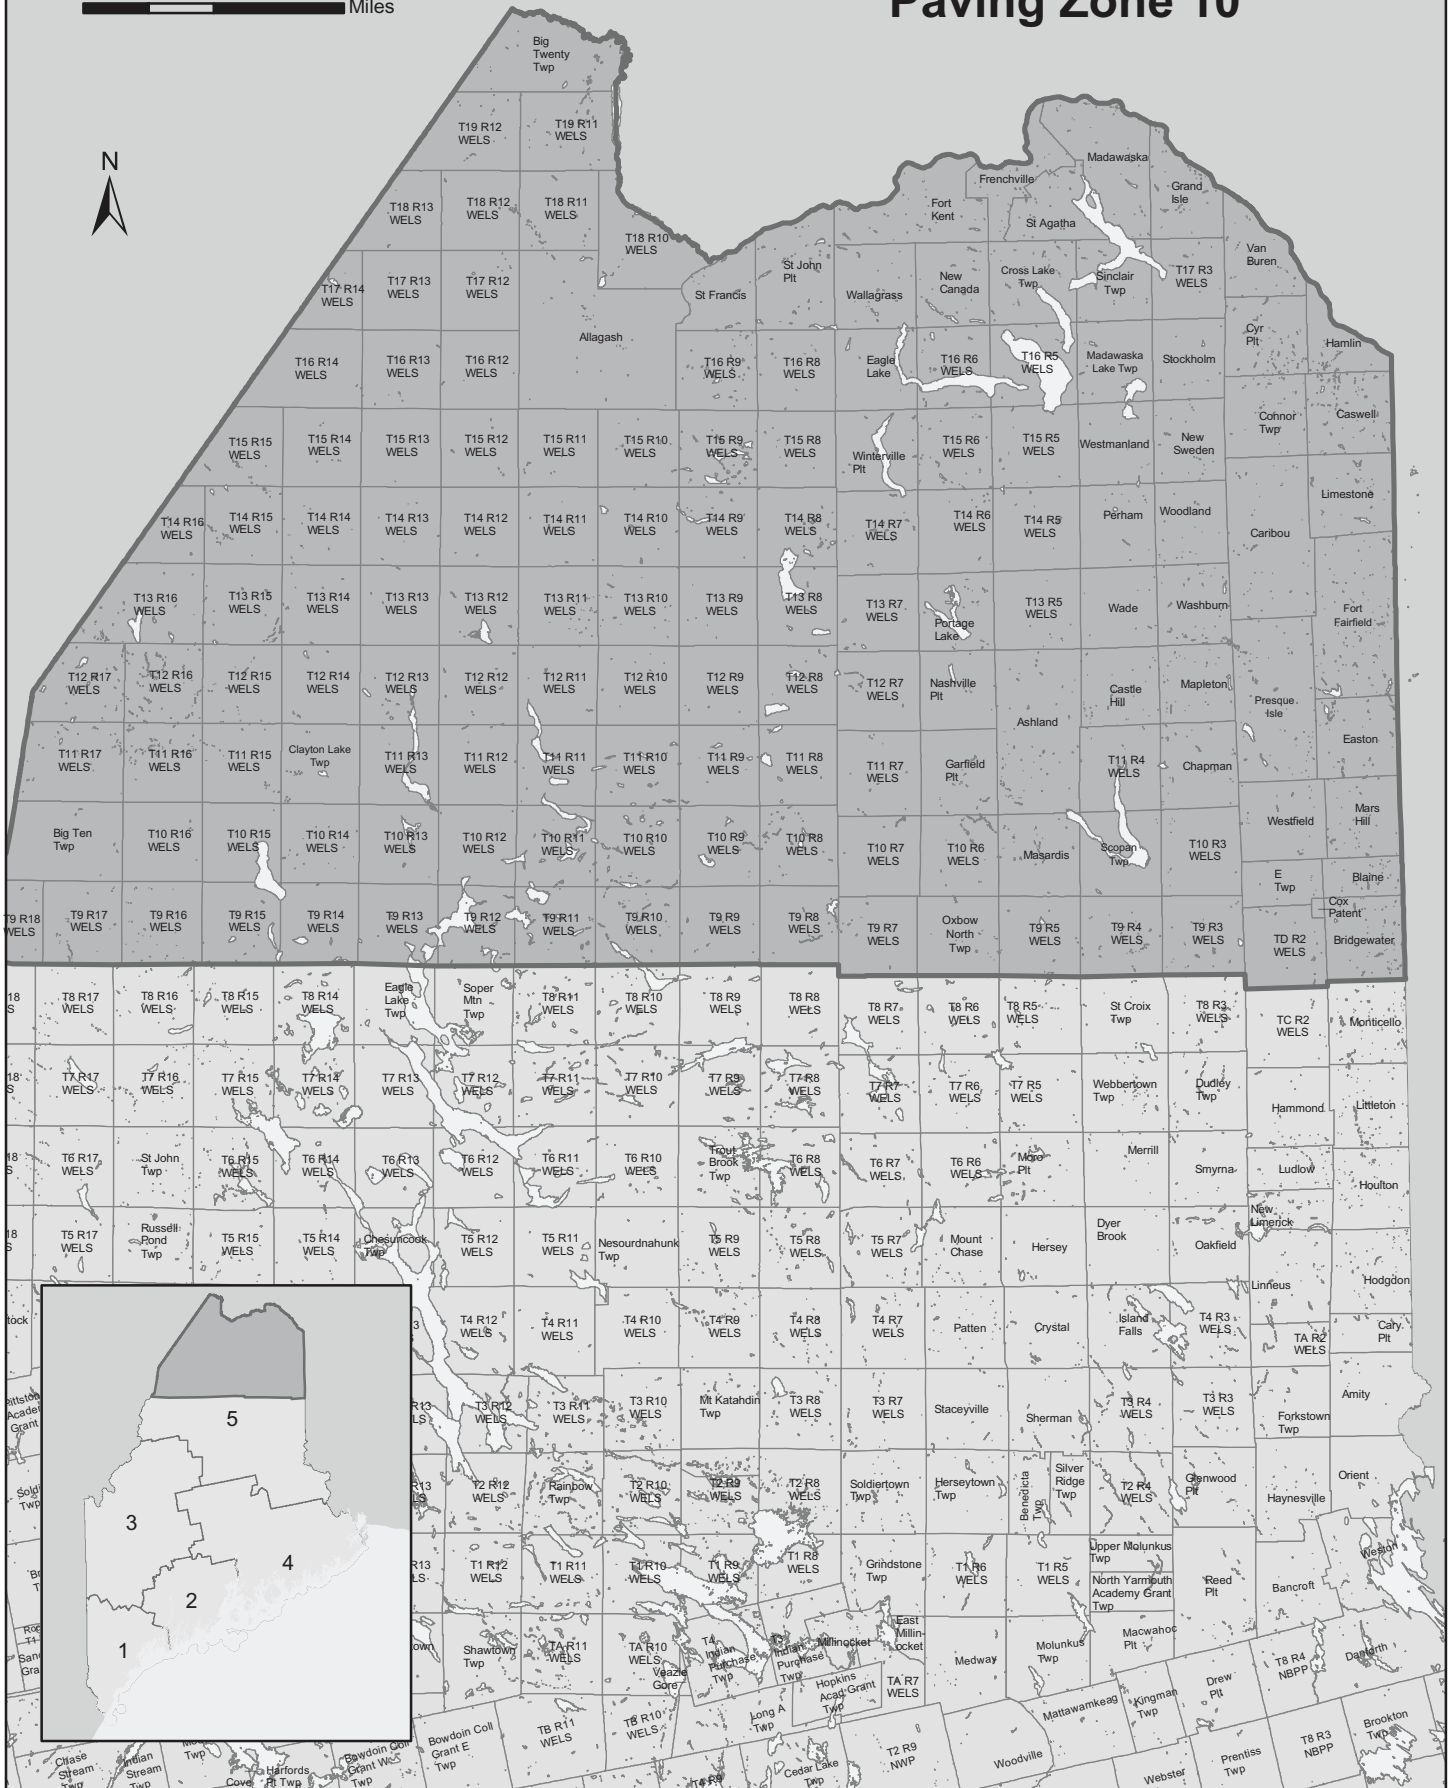 Miles
Paving Zone 10
N
Big
Twenty
Twp
T19 R12
WELS
T19 R11
WELS
Madawaska
Frenchville
Grand
Isle
T18 R13
WELS
T18 R12
WELS
T18 R11
WELS
T18 R10
WELS
Fort
Kent
St Agatha
Van
Buren
T17 R14
WELS
T17 R13
WELS
T17 R12
WELS
Allagash
St Francis
St John
Plt
Wallagrass
New
Canada
Cross Lake
Twp
Sinclair
Twp
T17 R3
WELS
Cyr
Plt
Hamlin
T16 R14
WELS
T16 R13
WELS
T16 R12
WELS
T16 R9
WELS
T16 R8
WELS
Eagle
Lake
T16 R6
WELS
T16 R5
WELS
Madawaska
Lake Twp
Stockholm
Connor
Twp
Caswell
T15 R15
WELS
T15 R14
WELS
T15 R13
WELS
T15 R12
WELS
T15 R11
WELS
T15 R10
WELS
T15 R9
WELS
T15 R8
WELS
Winterville
Plt
T15 R6
WELS
T15 R5
WELS
Westmanland
New
Sweden
Limestone
T14 R16
WELS
T14 R15
WELS
T14 R14
WELS
T14 R13
WELS
T14 R12
WELS
T14 R11
WELS
T14 R10
WELS
T14 R9
WELS
T14 R8
WELS
T14 R7
WELS
T14 R6
WELS
T14 R5
WELS
Perham
Woodland
Caribou
T13 R16
WELS
T13 R15
WELS
T13 R14
WELS
T13 R13
WELS
T13 R12
WELS
T13 R11
WELS
T13 R10
WELS
T13 R9
WELS
T13 R8
WELS
T13 R7
WELS
Portage
Lake
T13 R5
WELS
Wade
Washburn
Fort
Fairfield
T12 R17
WELS
T12 R16
WELS
T12 R15
WELS
T12 R14
WELS
T12 R13
WELS
T12 R12
WELS
T12 R11
WELS
T12 R10
WELS
T12 R9
WELS
T12 R8
WELS
T12 R7
WELS
Nashville
Plt
Ashland
Castle
Hill
Mapleton
Presque
Isle
Easton
T11 R17
WELS
T11 R16
WELS
T11 R15
WELS
Clayton Lake
Twp
T11 R13
WELS
T11 R12
WELS
T11 R11
WELS
T11 R10
WELS
T11 R9
WELS
T11 R8
WELS
T11 R7
WELS
Garfield
Plt
T11 R4
WELS
Chapman
Westfield
Mars
Hill
Big Ten
Twp
T10 R16
WELS
T10 R15
WELS
T10 R14
WELS
T10 R13
WELS
T10 R12
WELS
T10 R11
WELS
T10 R10
WELS
T10 R9
WELS
T10 R8
WELS
T10 R7
WELS
T10 R6
WELS
Masardis
Scopan
Twp
T10 R3
WELS
E
Twp
Blaine
Cox
Patent
T9 R18
WELS
T9 R17
WELS
T9 R16
WELS
T9 R15
WELS
T9 R14
WELS
T9 R13
WELS
T9 R12
WELS
T9 R11
WELS
T9 R10
WELS
T9 R9
WELS
T9 R8
WELS
T9 R7
WELS
Oxbow
North
Twp
T9 R5
WELS
T9 R4
WELS
T9 R3
WELS
TD R2
WELS
Bridgewater
18
S
T8 R17
WELS
T8 R16
WELS
T8 R15
WELS
T8 R14
WELS
Eagle
Lake
Twp
Soper
Mtn
Twp
T8 R11
WELS
T8 R10
WELS
T8 R9
WELS
T8 R8
WELS
T8 R7
WELS
T8 R6
WELS
T8 R5
WELS
St Croix
Twp
T8 R3
WELS
TC R2
WELS
Monticello
18
S
T7 R17
WELS
T7 R16
WELS
T7 R15
WELS
T7 R14
WELS
T7 R13
WELS
T7 R12
WELS
T7 R11
WELS
T7 R10
WELS
T7 R9
WELS
T7 R8
WELS
T7 R7
WELS
T7 R6
WELS
T7 R5
WELS
Webbertown
Twp
Dudley
Twp
Hammond
Littleton
18
S
T6 R17
WELS
St John
Twp
T6 R15
WELS
T6 R14
WELS
T6 R13
WELS
T6 R12
WELS
T6 R11
WELS
T6 R10
WELS
Trout
Brook
Twp
T6 R8
WELS
T6 R7
WELS
T6 R6
WELS
Moro
Plt
Merrill
Smyrna
Ludlow
Houlton
18
S
T5 R17
WELS
Russell
Pond
Twp
T5 R15
WELS
T5 R14
WELS
Chesuncook
Twp
T5 R12
WELS
T5 R11
WELS
Nesourdnahunk
Twp
T5 R9
WELS
T5 R8
WELS
T5 R7
WELS
Mount
Chase
Hersey
Dyer
Brook
Oakfield
New
Limerick
Linneus
Hodgdon
tock
3
S
T4 R12
WELS
T4 R11
WELS
T4 R10
WELS
T4 R9
WELS
T4 R8
WELS
T4 R7
WELS
Patten
Crystal
Island
Falls
T4 R3
WELS
TA R2
WELS
Cary
Plt
Pittston
Acade
Grant
R13
LS
T3 R12
WELS
T3 R11
WELS
T3 R10
WELS
Mt Katahdin
Twp
T3 R8
WELS
T3 R7
WELS
Staceyville
Sherman
T3 R4
WELS
T3 R3
WELS
Forkstown
Twp
Amity
Sold
Twp
R13
LS
T2 R12
WELS
Rainbow
Twp
T2 R10
WELS
T2 R9
WELS
T2 R8
WELS
Soldiertown
Twp
Herseytown
Twp
Benedicta
Twp
Silver
Ridge
Twp
T2 R4
WELS
Glenwood
Plt
Haynesville
Orient
R13
LS
T1 R12
WELS
T1 R11
WELS
T1 R10
WELS
T1 R9
WELS
T1 R8
WELS
Grindstone
Twp
T1 R6
WELS
T1 R5
WELS
Upper Molunkus
Twp
North Yarmouth
Academy Grant
Twp
Reed
Plt
Bancroft
Weston
own
Shawtown
Twp
TA R11
WELS
TA R10
WELS
Veazie
Gore
T4
Indian
Purchase
Twp
T3
Indian
Purchase
Twp
Millinocket
East
Millin-
ocket
Hopkins
Acad Grant
Twp
TA R7
WELS
Medway
Molunkus
Twp
Macwahoc
Plt
Drew
Plt
T8 R4
NBPP
Danforth
Chase
Stream
Twp
Indian
Stream
Twp
Twp
Cove
Harfords
Pt Twp
Bowdoin Coll
Grant W
Twp
Bowdoin Coll
Grant E
Twp
TB R11
WELS
TB R10
WELS
Long A
Twp
Cedar Lake
Twp
T4 R9
T2 R9
NWP
Woodville
Mattawamkeag
Kingman
Twp
Webster
Prentiss
Twp
T8 R3
NBPP
Brookton
Twp
5
3
4
2
1